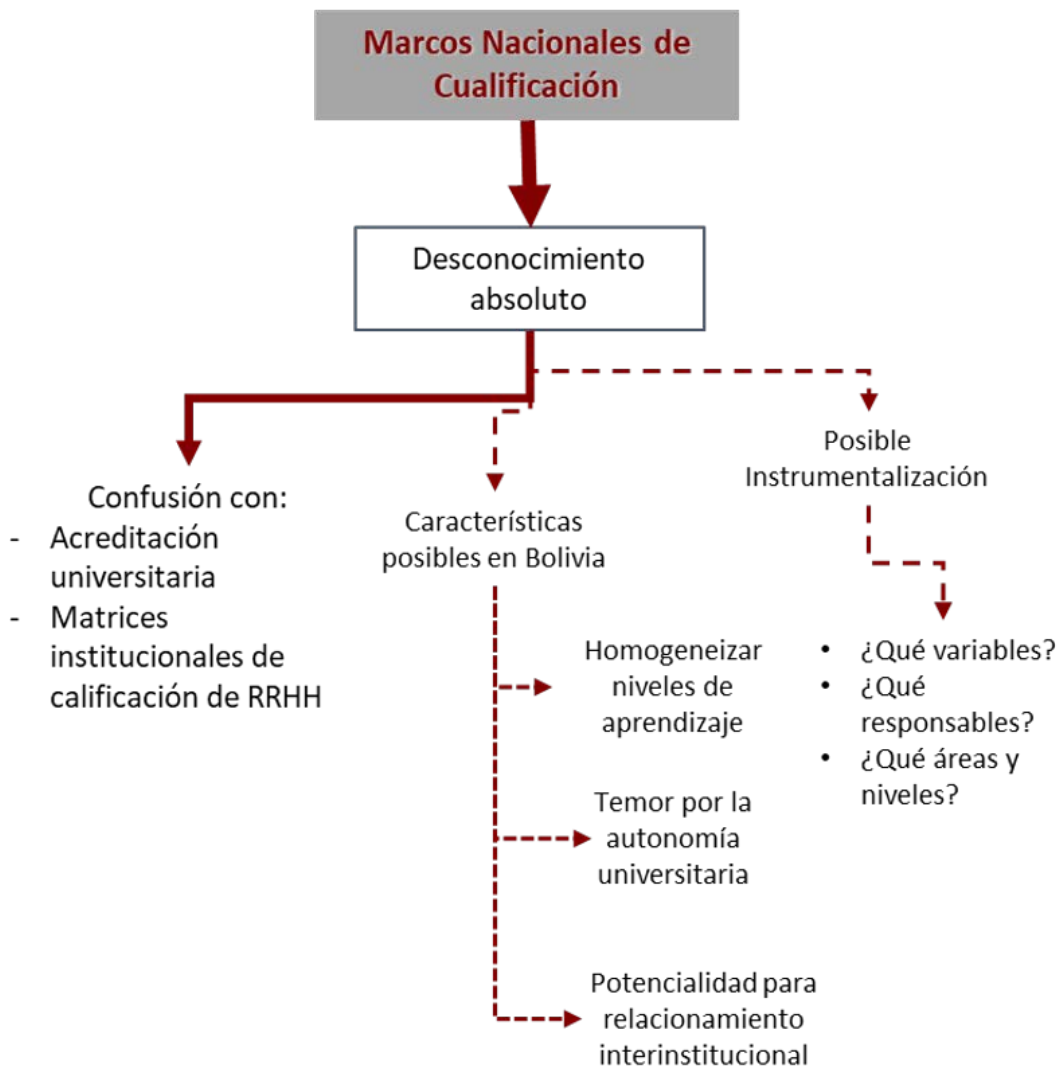 Marcos Nacionales de
Cualificación
Desconocimiento
absoluto
Confusión con:
- Acreditación
universitaria
- Matrices
institucionales de
calificación de RRHH
Características
posibles en Bolivia
Homogeneizar
niveles de
aprendizaje
Temor por la
autonomía
universitaria
Potencialidad para
relacionamiento
interinstitucional
Posible
Instrumentalización
• ¿Qué variables?
• ¿Qué
responsables?
• ¿Qué áreas y
niveles?